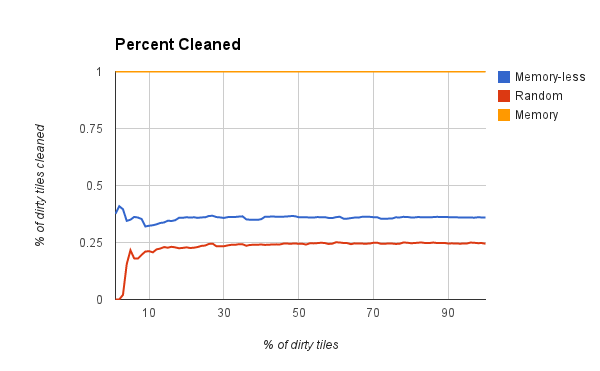 Percent Cleaned
Memory-less
Random
Memory
% of dirty tiles cleaned
1
0.75
0.5
0.25
0
10 30 50 70 90
% of dirty tiles